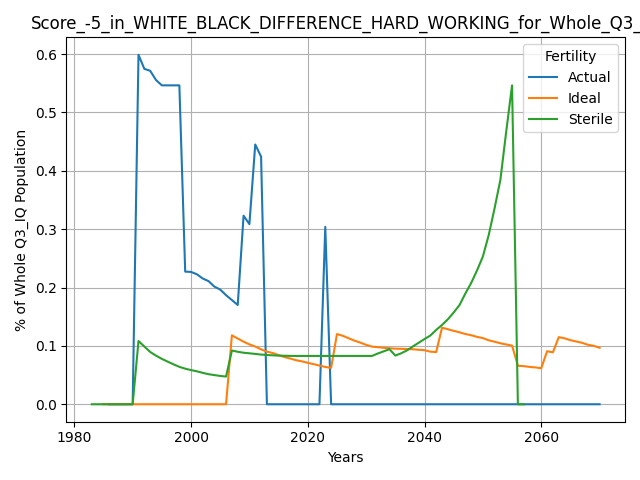 Score_-5_in_WHITE_BLACK_DIFFERENCE_HARD_WORKING_for_Whole_Q3_
Fertility
Actual
Ideal
Sterile
% of Whole Q3_IQ Population
0.6
0.5
0.4
0.3
0.2
0.1
0.0
1980 2000 2020 2040 2060
Years